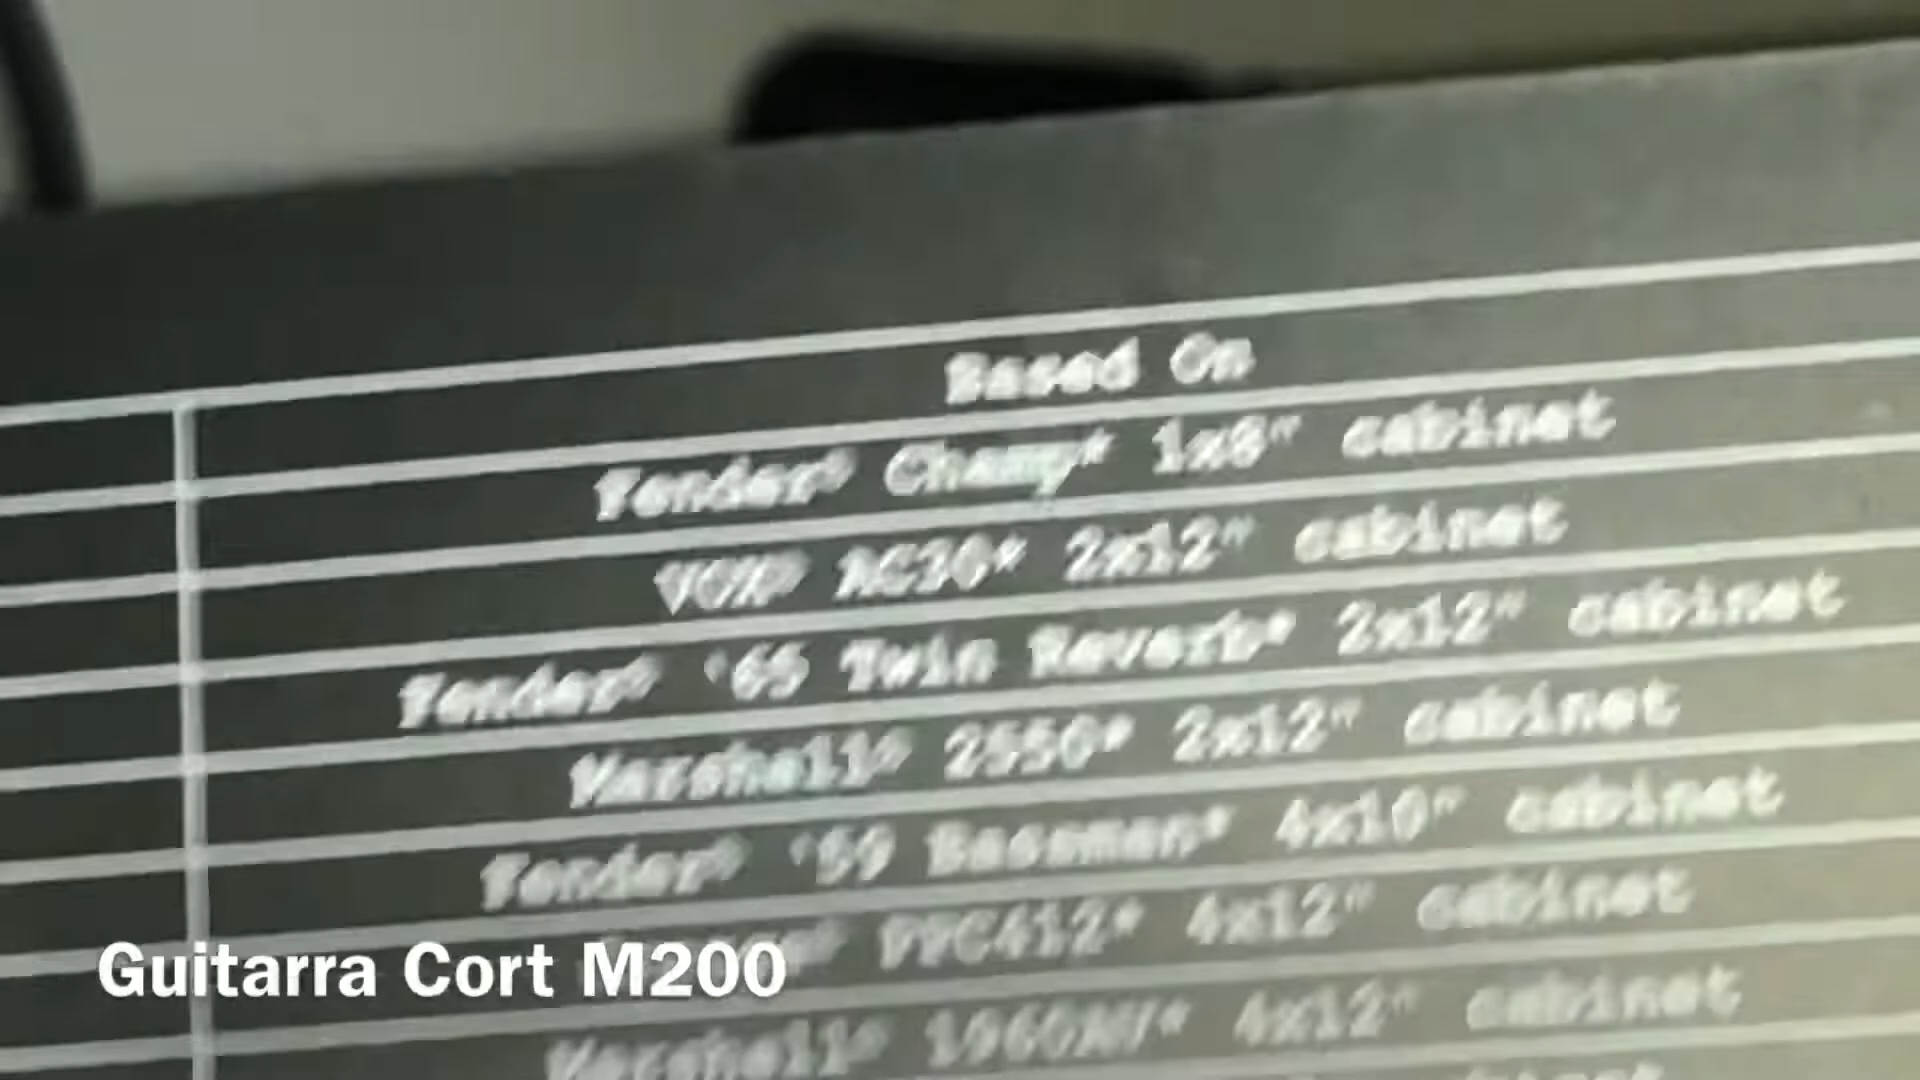 Based On
Fender® Champ* 1x8" cabinet
VOX® AC30* 2x12" cabinet
Fender® '65 Twin Reverb* 2x12" cabinet
Marshall® 2550* 2x12" cabinet
Fender® '59 Bassman* 4x10" cabinet
PPC412* 4x12" cabinet
Marshall® 1960AV* 4x12" cabinet
Guitarra Cort M200